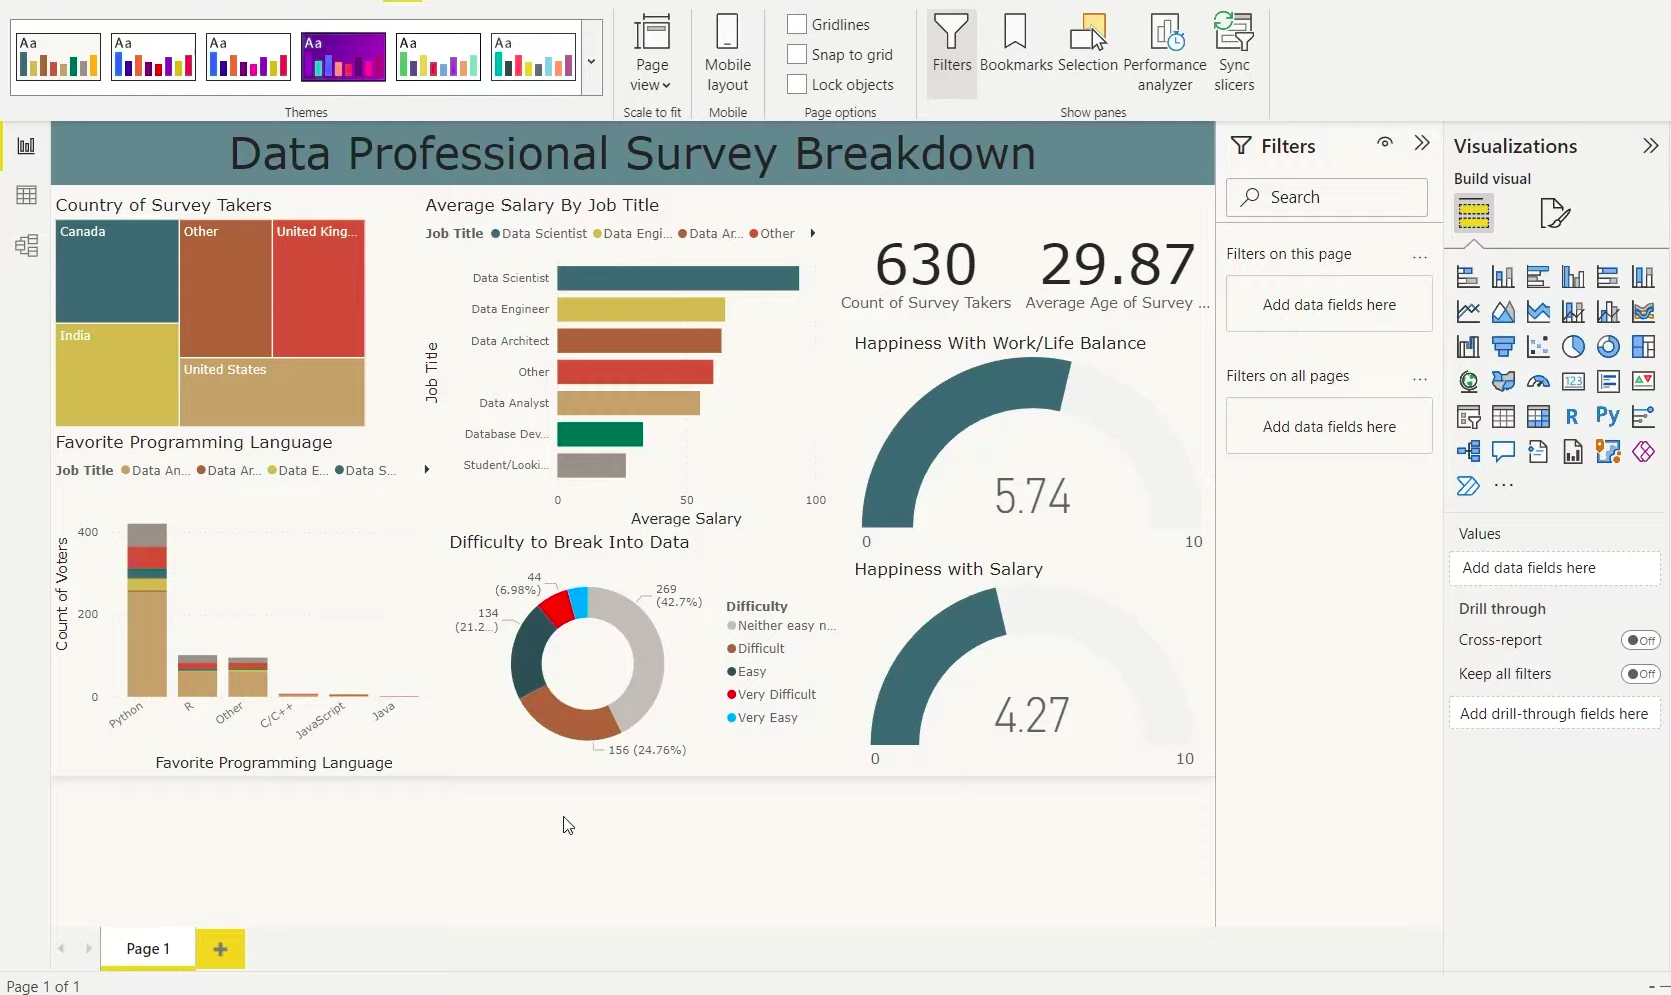 Aa Aa Aa Aa Aa Aa
Themes
Page view
Scale to fit
Mobile layout
Mobile
Gridlines
Snap to grid
Lock objects
Page options
Filters
Bookmarks
Selection
Performance analyzer
Sync slicers
Show panes
Data Professional Survey Breakdown
Country of Survey Takers
Canada
Other
United King...
India
United States
Average Salary By Job Title
Job Title Data Scientist Data Engi... Data Ar... Other
Job Title
Data Scientist
Data Engineer
Data Architect
Other
Data Analyst
Database Dev...
Student/Looki...
0 50 100
Average Salary
630
Count of Survey Takers
29.87
Average Age of Survey ...
Happiness With Work/Life Balance
5.74
0 10
Favorite Programming Language
Job Title Data An... Data Ar... Data E... Data S...
Count of Voters
400
200
0
Python R Other C/C++ JavaScript Java
Favorite Programming Language
Difficulty to Break Into Data
44
(6.98%)
269
(42.7%)
134
(21.2...)
156 (24.76%)
Difficulty
Neither easy n...
Difficult
Easy
Very Difficult
Very Easy
Happiness with Salary
4.27
0 10
Filters
Search
Filters on this page ...
Add data fields here
Filters on all pages ...
Add data fields here
Visualizations
Build visual
123
R Py
...
Values
Add data fields here
Drill through
Cross-report Off
Keep all filters Off
Add drill-through fields here
Page 1
Page 1 of 1